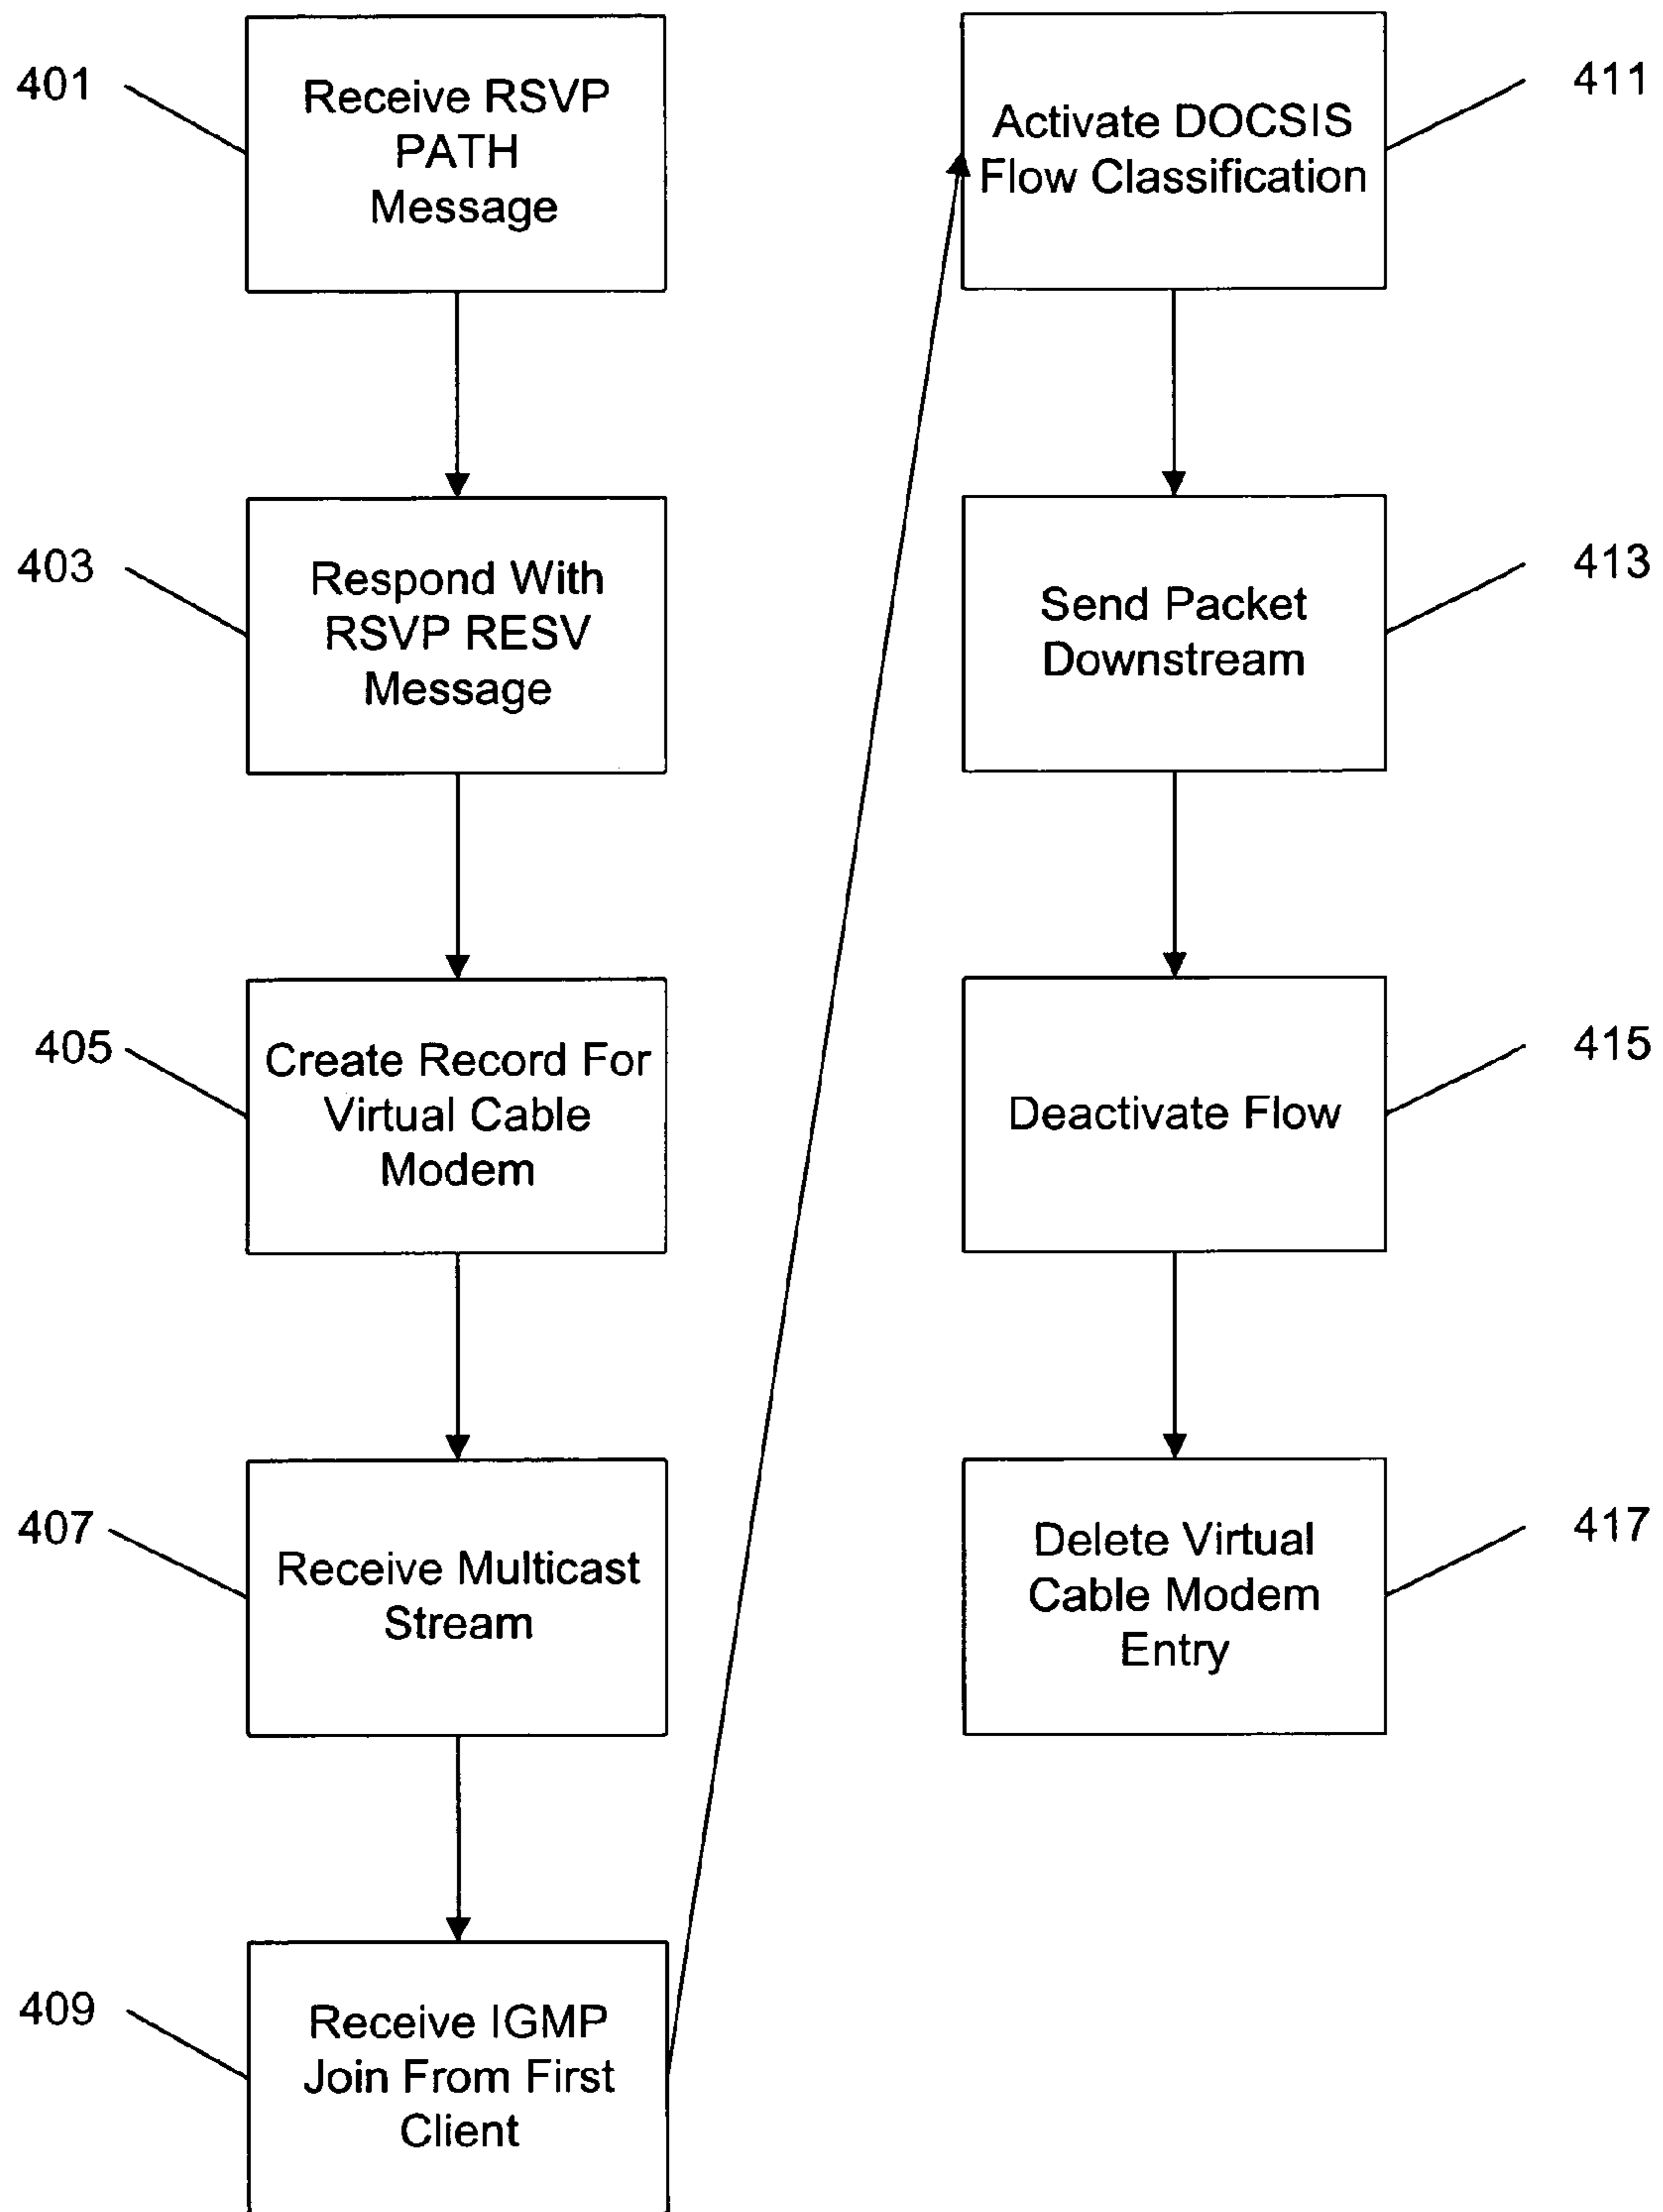 401
Receive RSVP
PATH
Message
403
Respond With
RSVP RESV
Message
405
Create Record For
Virtual Cable
Modem
407
Receive Multicast
Stream
409
Receive IGMP
Join From First
Client
411
Activate DOCSIS
Flow Classification
413
Send Packet
Downstream
415
Deactivate Flow
417
Delete Virtual
Cable Modem
Entry